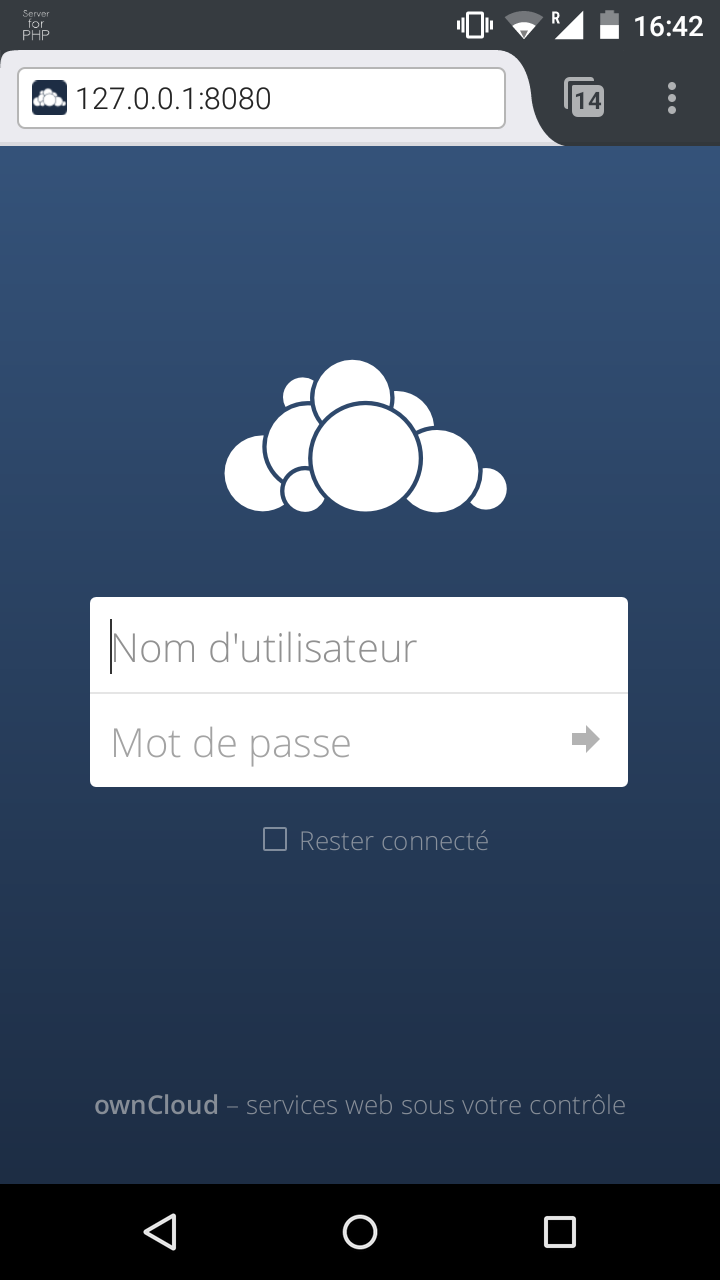 Server
for
PHP
R
16:42
127.0.0.1:8080
14
Nom d'utilisateur
Mot de passe
Rester connecté
ownCloud – services web sous votre contrôle